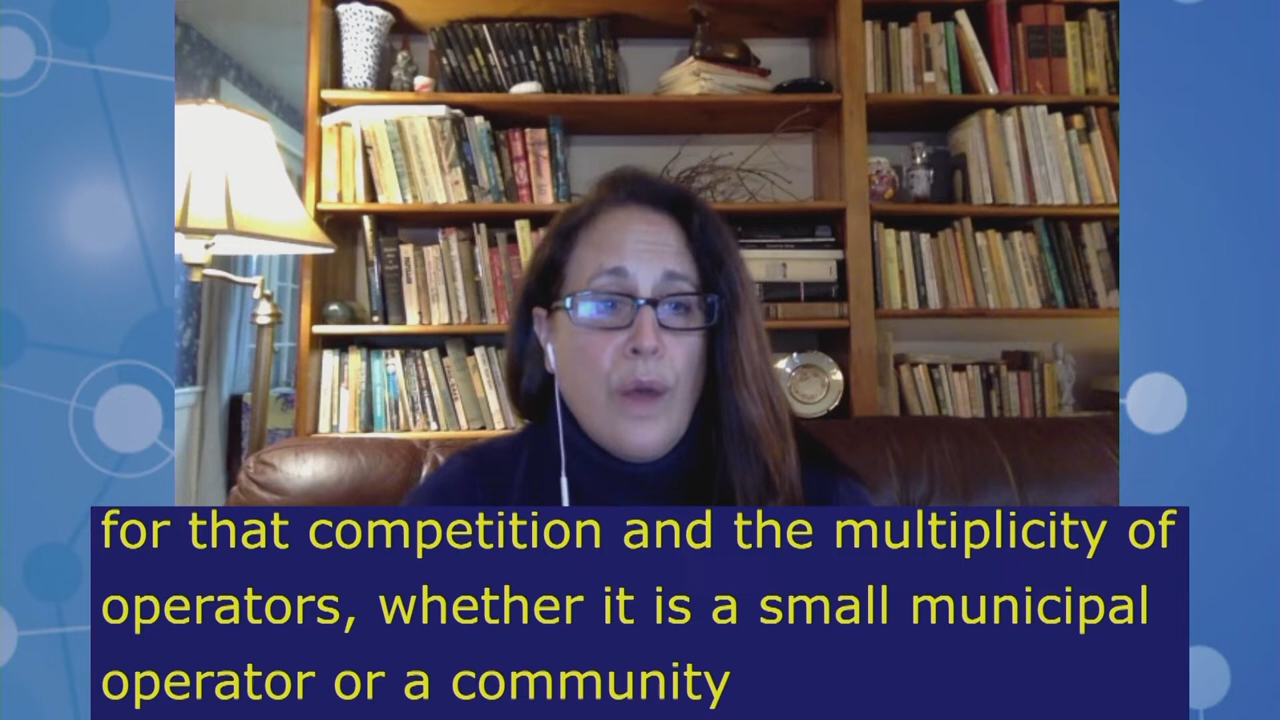 for that competition and the multiplicity of
operators, whether it is a small municipal
operator or a community